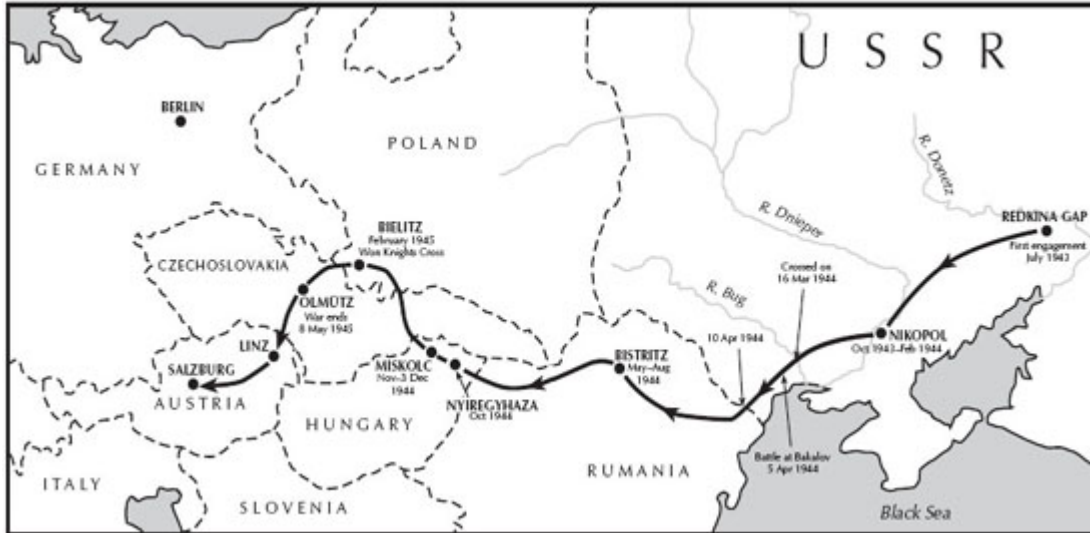 USSR
BERLIN
POLAND
GERMANY
R. Donetz
REDKINA GAP
First engagement
July 1943
R. Dnieper
BIELITZ
February 1945
Won Knights Cross
CZECHOSLOVAKIA
Crossed on
16 Mar 1944
R. Bug
OLMÜTZ
War ends
8 May 1945
10 Apr 1944
NIKOPOL
Oct 1943–Feb 1944
LINZ
MISKOLC
Nov–3 Dec
1944
BISTRITZ
May–Aug
1944
SALZBURG
AUSTRIA
NYIREGYHAZA
Oct 1944
HUNGARY
Battle at Bakalov
5 Apr 1944
RUMANIA
ITALY
SLOVENIA
Black Sea